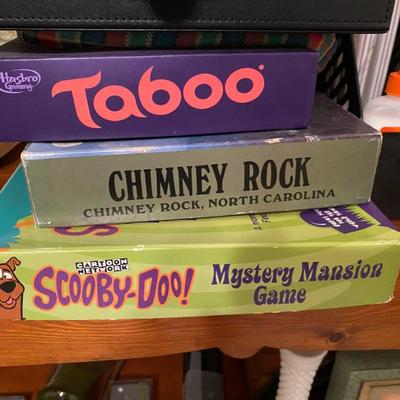 Hasbro
Gaming
Taboo
CHIMNEY ROCK
CHIMNEY ROCK, NORTH CAROLINA
CARTOON
NETWORK
SCOOBY-DOO!
Mystery Mansion
Game